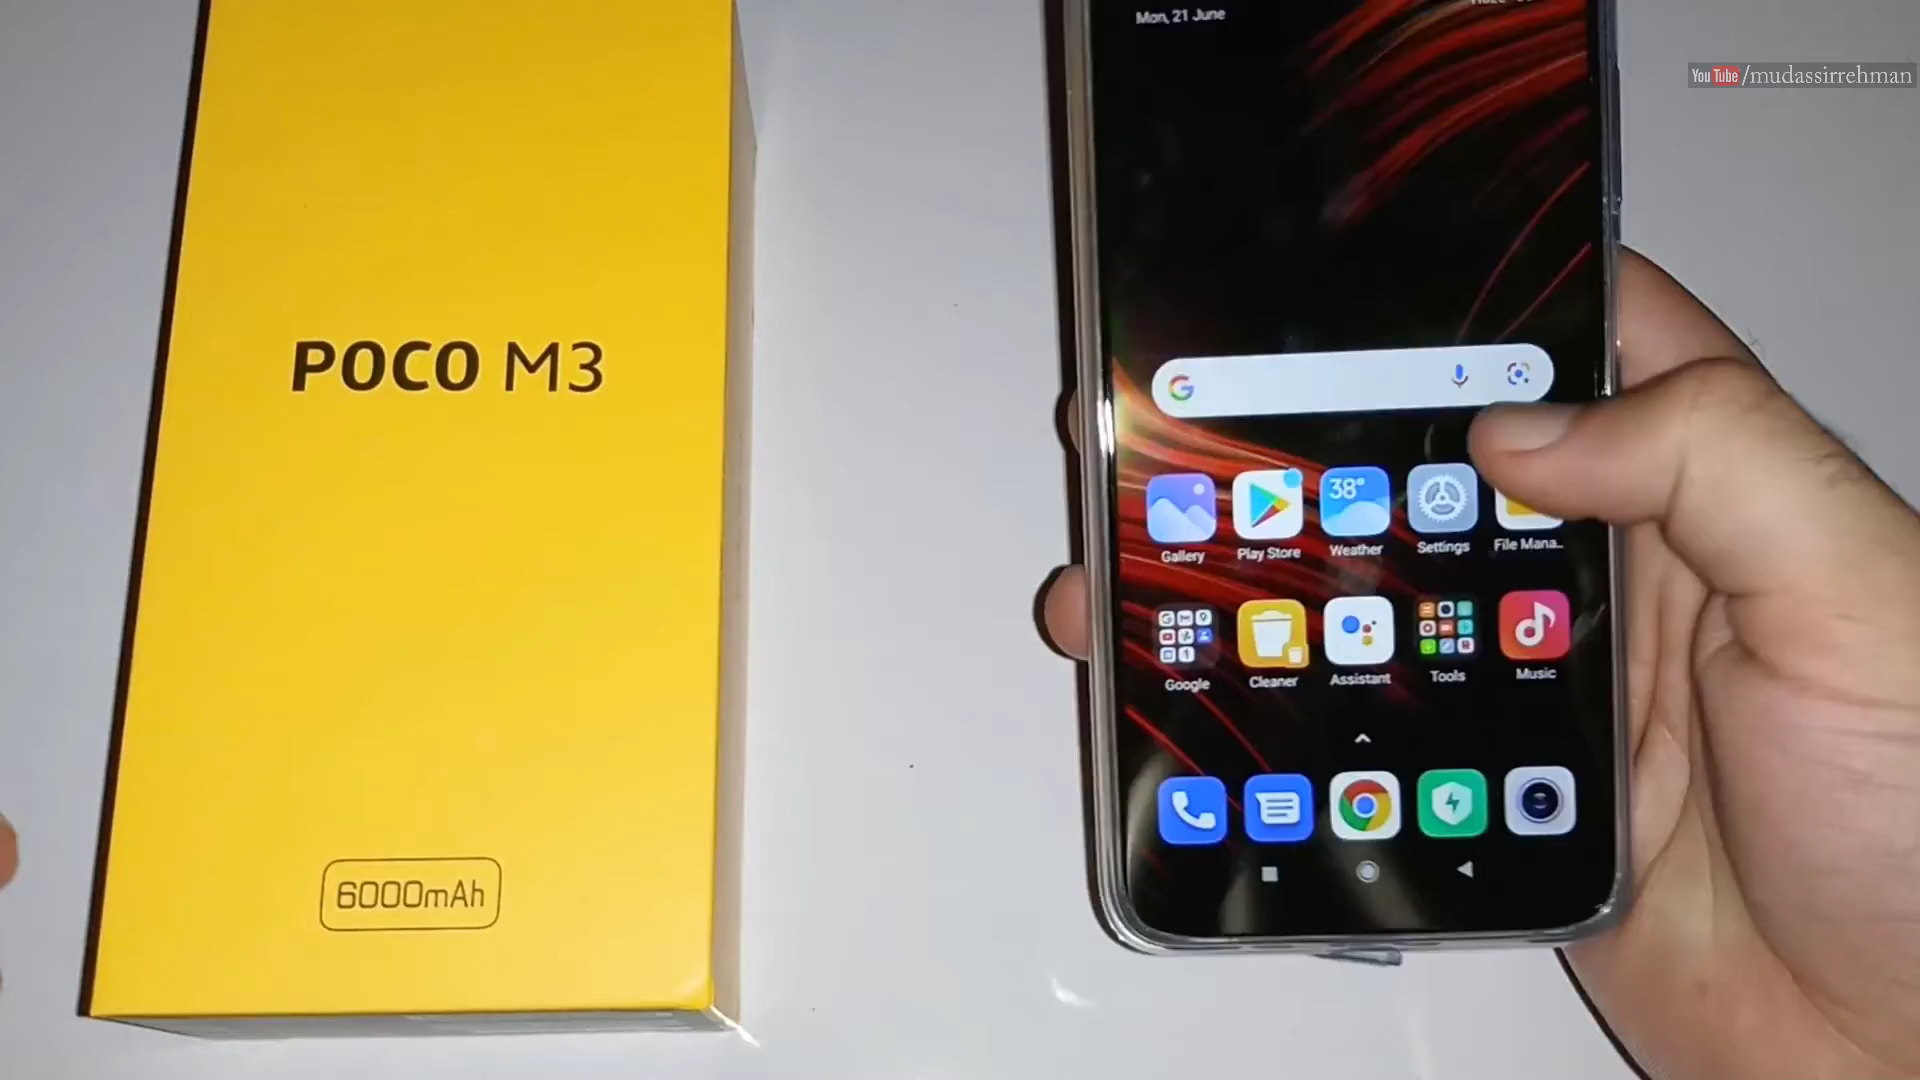 Mon, 21 June
YouTube/mudassirrehman
POCO M3
38°
Gallery
Play Store
Weather
Settings
File Mana..
Google
Cleaner
Assistant
Tools
Music
6000mAh